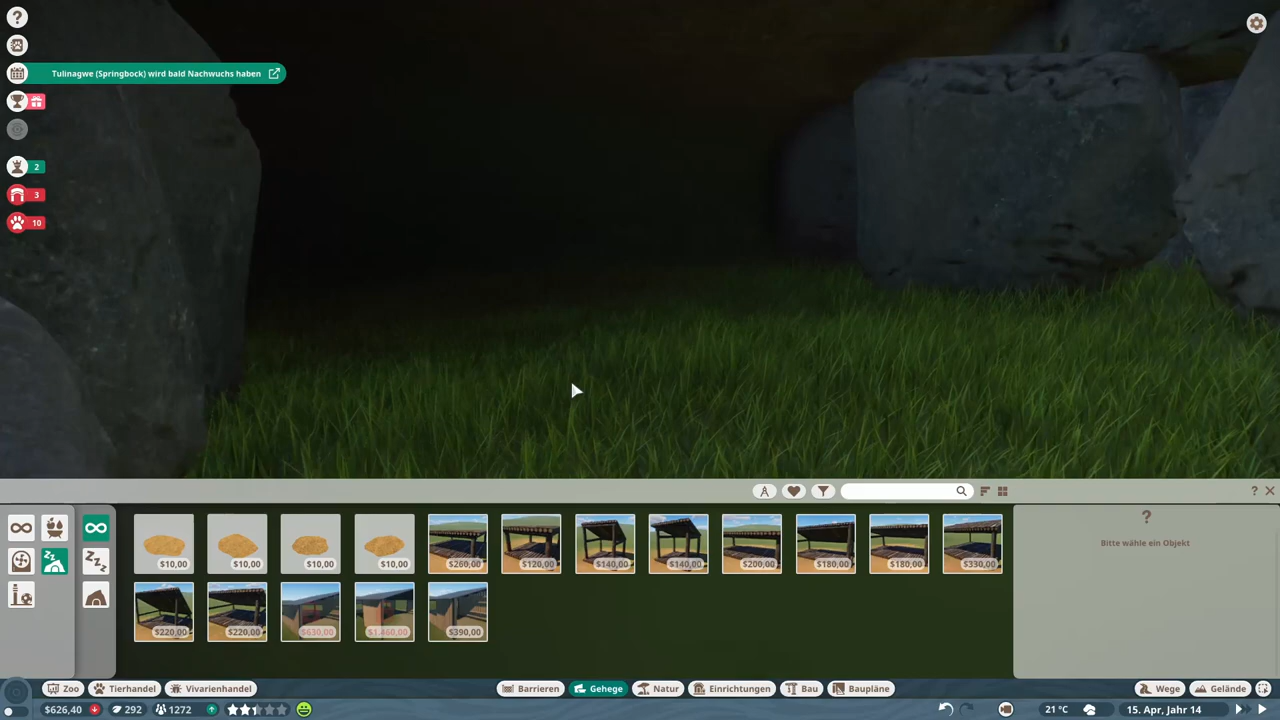 ?
Tulinagwe (Springbock) wird bald Nachwuchs haben
2
3
10
? ×
$10,00 $10,00 $10,00 $10,00 $260,00 $120,00 $140,00 $140,00 $200,00 $180,00 $180,00 $330,00
$220,00 $220,00 $630,00 $1.460,00 $390,00
?
Bitte wähle ein Objekt
Zoo Tierhandel Vivarienhandel Barrieren Gehege Natur Einrichtungen Bau Baupläne Wege Gelände
$626,40 292 1272 21 °C 15. Apr, Jahr 14